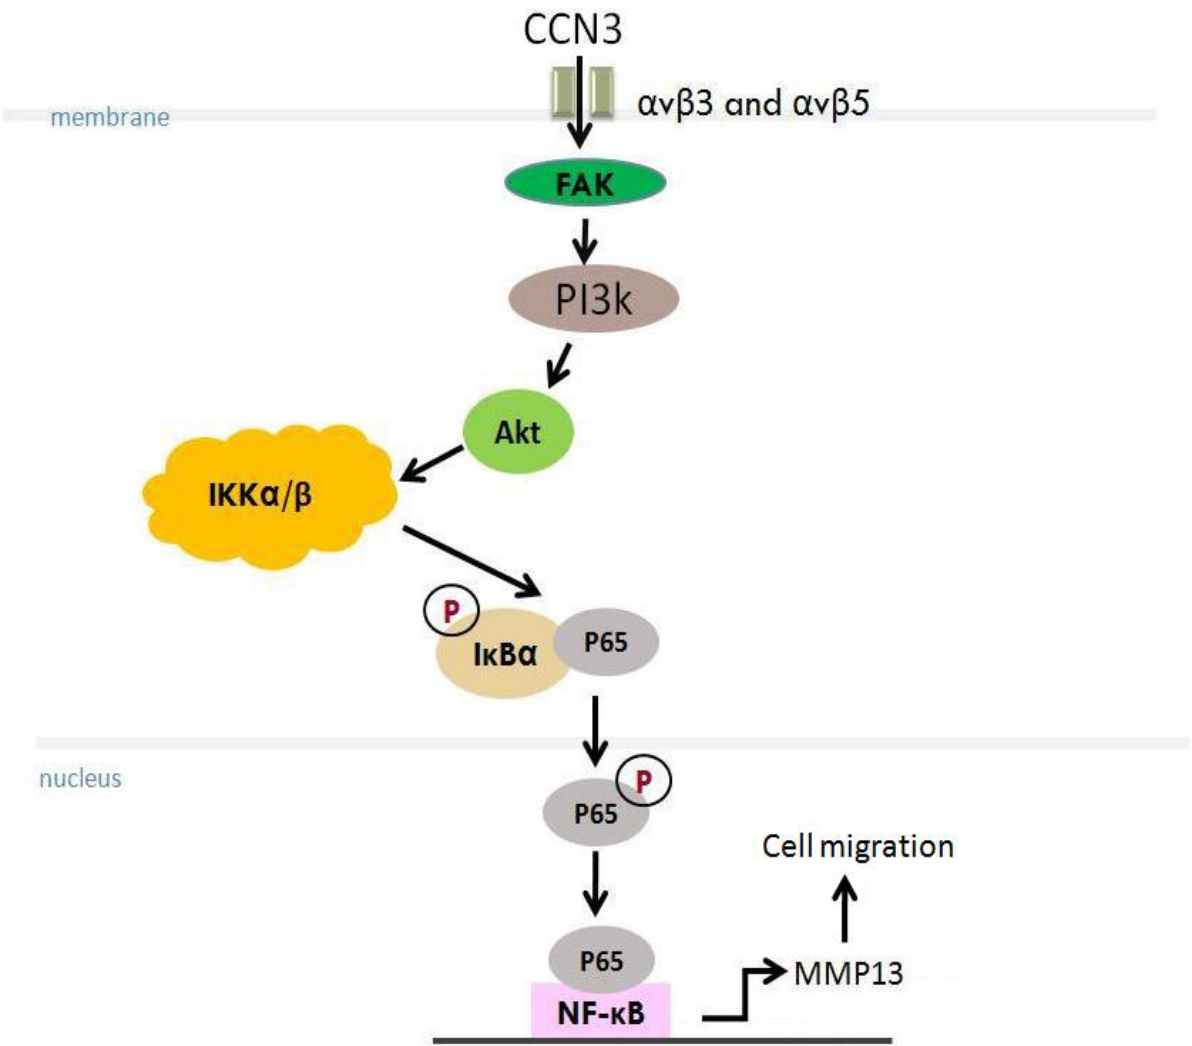 CCN3
αvβ3 and αvβ5
membrane
FAK
PI3k
Akt
IKKα/β
P
IκBα
P65
nucleus
P
P65
Cell migration
P65
MMP13
NF-κB